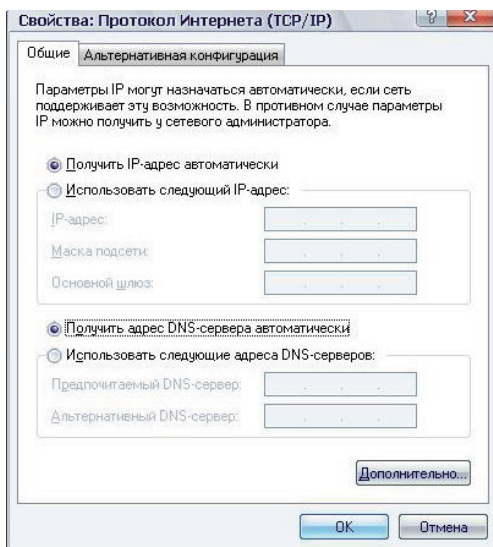 Свойства: Протокол Интернета (TCP/IP)
Общие Альтернативная конфигурация
Параметры IP могут назначаться автоматически, если сеть
поддерживает эту возможность. В противном случае параметры
IP можно получить у сетевого администратора.
Получить IP-адрес автоматически
Использовать следующий IP-адрес:
IP-адрес:
Маска подсети:
Основной шлюз:
Получить адрес DNS-сервера автоматически
Использовать следующие адреса DNS-серверов:
Предпочитаемый DNS-сервер:
Альтернативный DNS-сервер:
Дополнительно...
OK Отмена